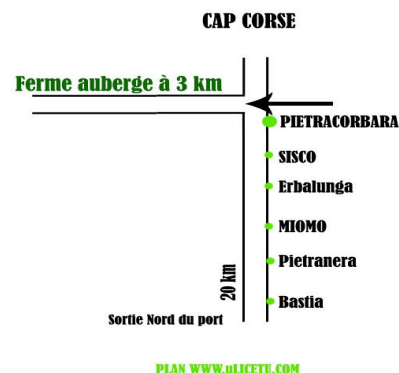 CAP CORSE
Ferme auberge à 3 km
PIETRACORBARA
SISCO
Erbalunga
MIOMO
Pietranera
20 km
Bastia
Sortie Nord du port
PLAN WWW.uLICETU.COM